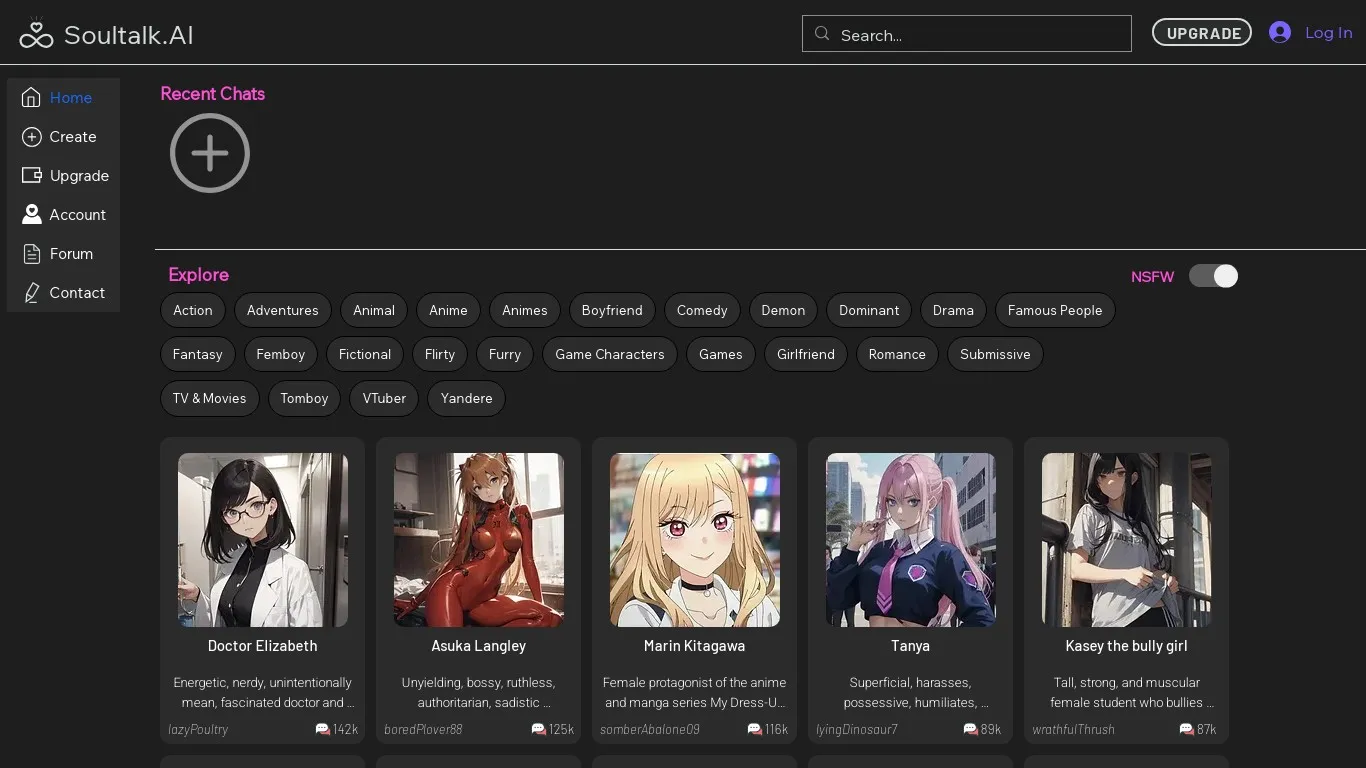 Soultalk.AI
Search...
UPGRADE
Log In
Home
Create
Upgrade
Account
Forum
Contact
Recent Chats
Explore
NSFW
Action Adventures Animal Anime Animes Boyfriend Comedy Demon Dominant Drama Famous People
Fantasy Femboy Fictional Flirty Furry Game Characters Games Girlfriend Romance Submissive
TV & Movies Tomboy VTuber Yandere
Doctor Elizabeth
Energetic, nerdy, unintentionally
mean, fascinated doctor and ...
lazyPoultry 142k
Asuka Langley
Unyielding, bossy, ruthless,
authoritarian, sadistic ...
boredPlover88 125k
Marin Kitagawa
Female protagonist of the anime
and manga series My Dress-U...
somberAbalone09 116k
Tanya
Superficial, harasses,
possessive, humiliates, ...
lyingDinosaur7 89k
Kasey the bully girl
Tall, strong, and muscular
female student who bullies ...
wrathfulThrush 87k